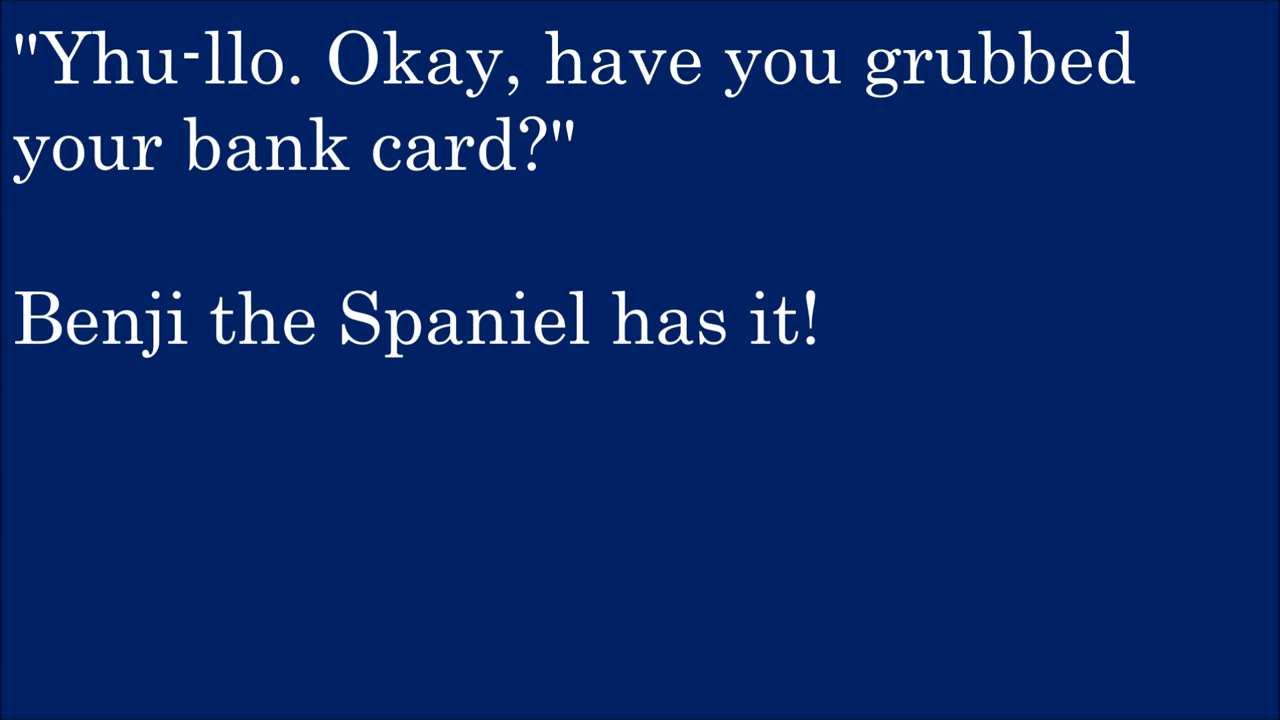 "Yhu-llo. Okay, have you grubbed
your bank card?"
Benji the Spaniel has it!